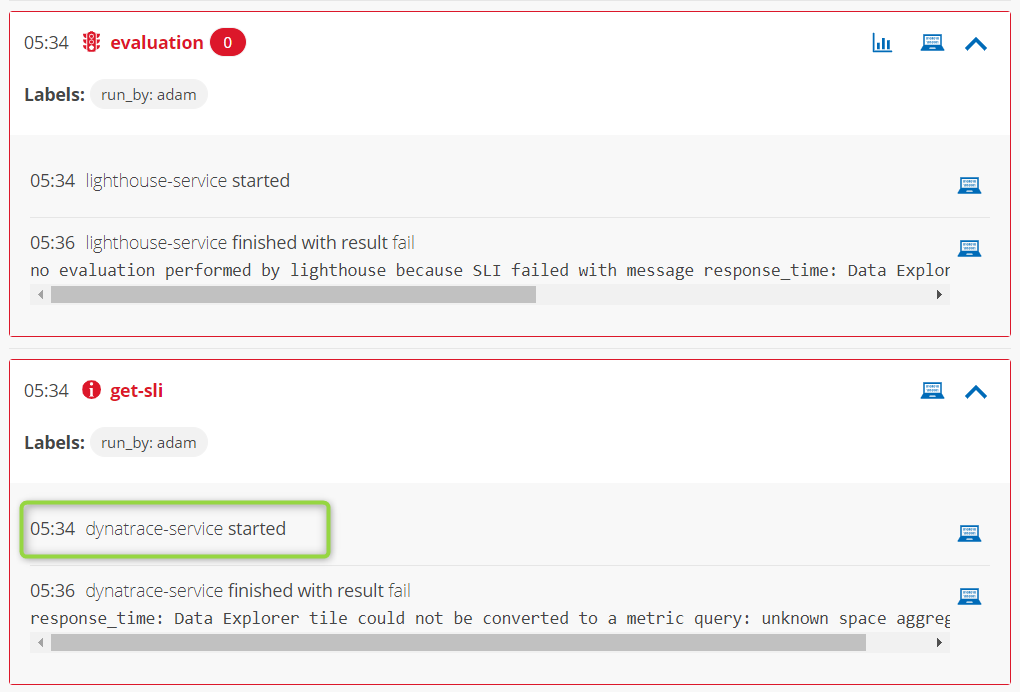 05:34 evaluation 0
Labels: run_by: adam
05:34 lighthouse-service started
05:36 lighthouse-service finished with result fail
no evaluation performed by lighthouse because SLI failed with message response_time: Data Explor
05:34 get-sli
Labels: run_by: adam
05:34 dynatrace-service started
05:36 dynatrace-service finished with result fail
response_time: Data Explorer tile could not be converted to a metric query: unknown space aggreg